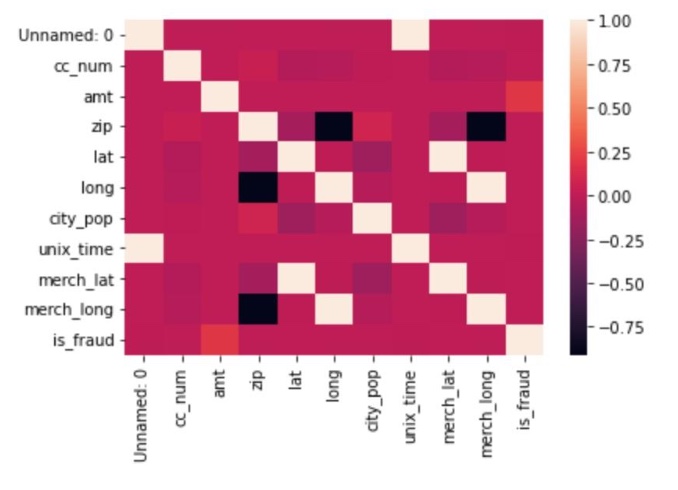 Unnamed: 0
cc_num
amt
zip
lat
long
city_pop
unix_time
merch_lat
merch_long
is_fraud
Unnamed: 0
cc_num
amt
zip
lat
long
city_pop
unix_time
merch_lat
merch_long
is_fraud
1.00
0.75
0.50
0.25
0.00
−0.25
−0.50
−0.75